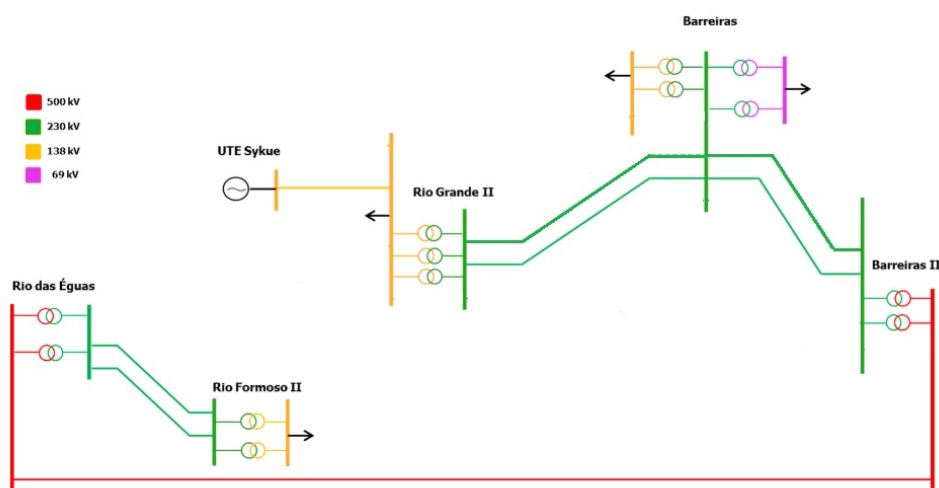 Barreiras
500 kV
230 kV
138 kV
69 kV
UTE Sykue
Rio Grande II
Barreiras II
Rio das Éguas
Rio Formoso II